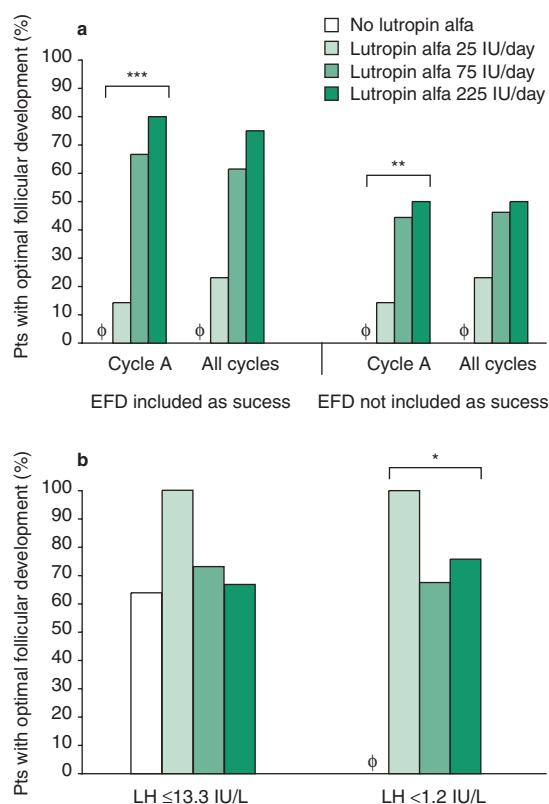 No lutropin alfa
Lutropin alfa 25 IU/day
Lutropin alfa 75 IU/day
Lutropin alfa 225 IU/day
a
Pts with optimal follicular development (%)
100
90
80
70
60
50
40
30
20
10
0
***
**
ϕ
ϕ
ϕ
ϕ
Cycle A All cycles Cycle A All cycles
EFD included as sucess EFD not included as sucess
b
Pts with optimal follicular development (%)
100
90
80
70
60
50
40
30
20
10
0
*
ϕ
LH ≤13.3 IU/L LH <1.2 IU/L